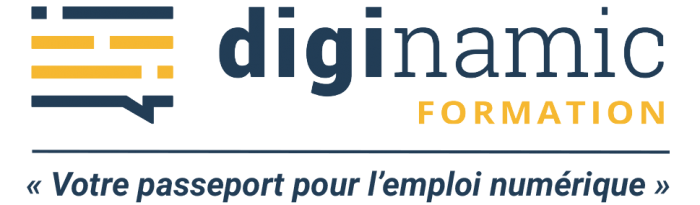 diginamic
FORMATION
« Votre passeport pour l’emploi numérique »